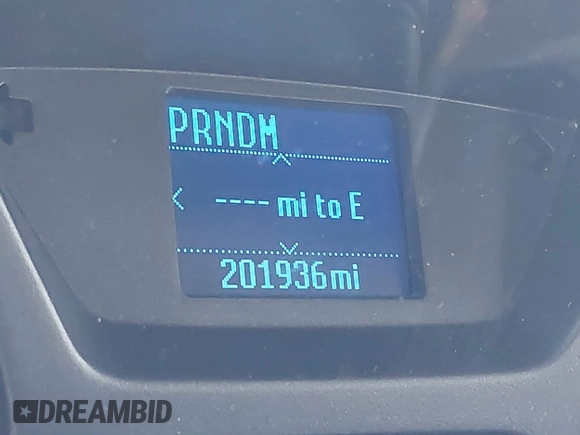 PRNDM
---- mi to E
201936mi
DREAMBID